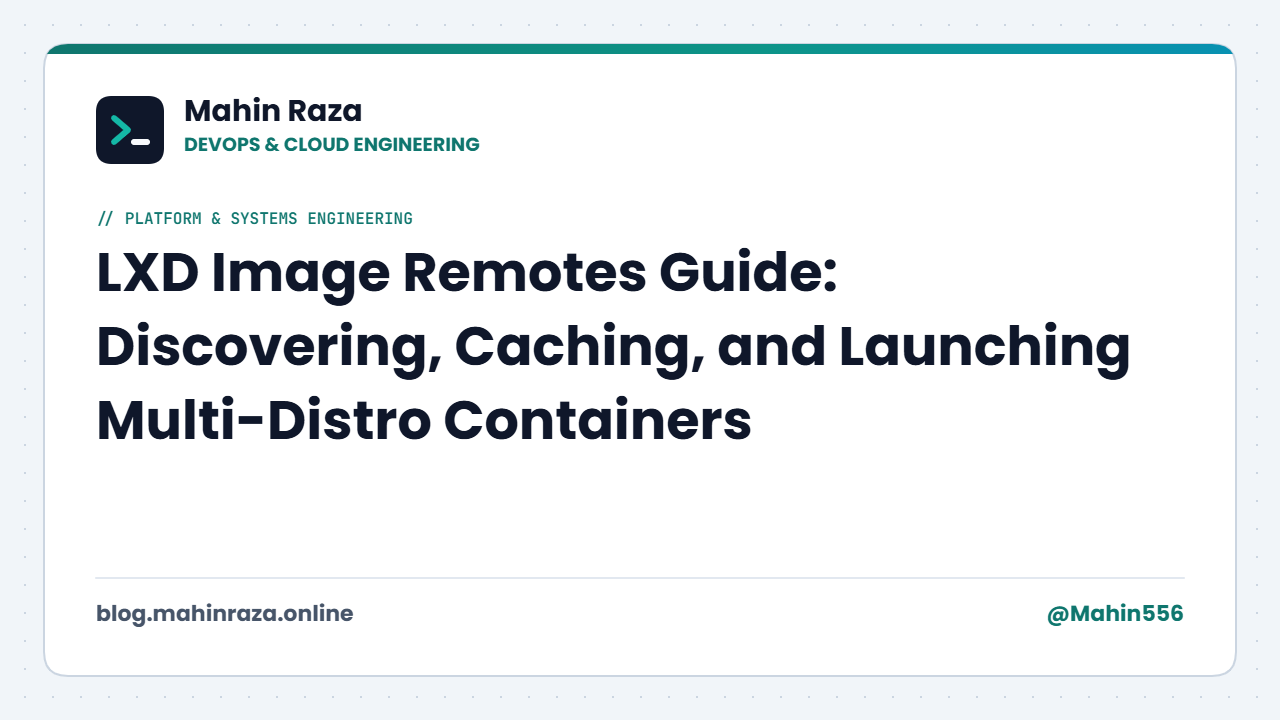 Mahin Raza
DEVOPS & CLOUD ENGINEERING
// PLATFORM & SYSTEMS ENGINEERING
LXD Image Remotes Guide:
Discovering, Caching, and Launching
Multi-Distro Containers
blog.mahinraza.online
@Mahin556